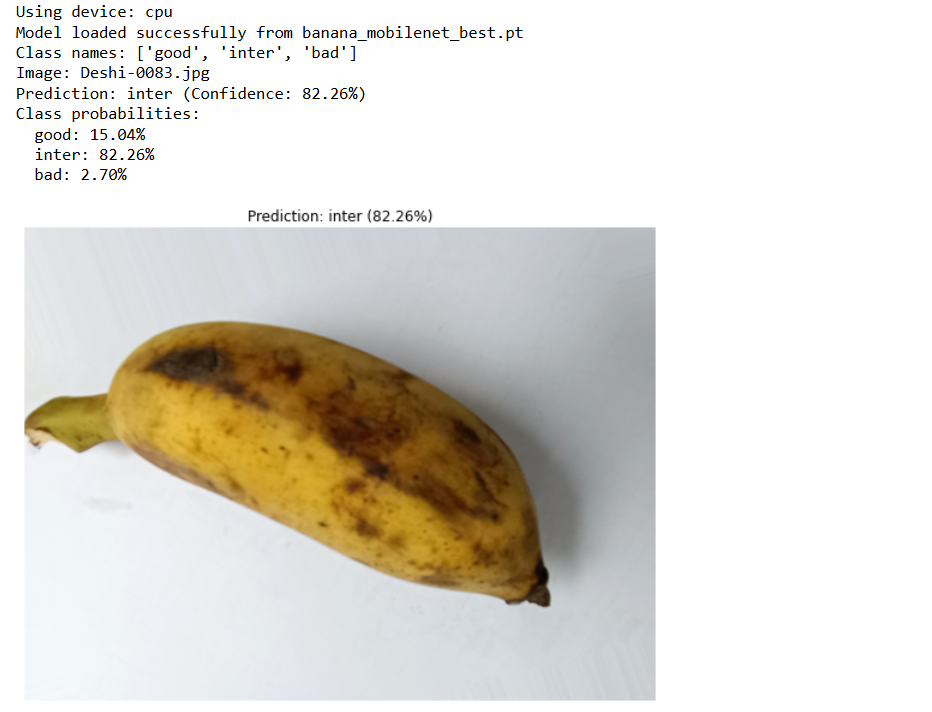 Using device: cpu
Model loaded successfully from banana_mobilenet_best.pt
Class names: ['good', 'inter', 'bad']
Image: Deshi-0083.jpg
Prediction: inter (Confidence: 82.26%)
Class probabilities:
  good: 15.04%
  inter: 82.26%
  bad: 2.70%
Prediction: inter (82.26%)